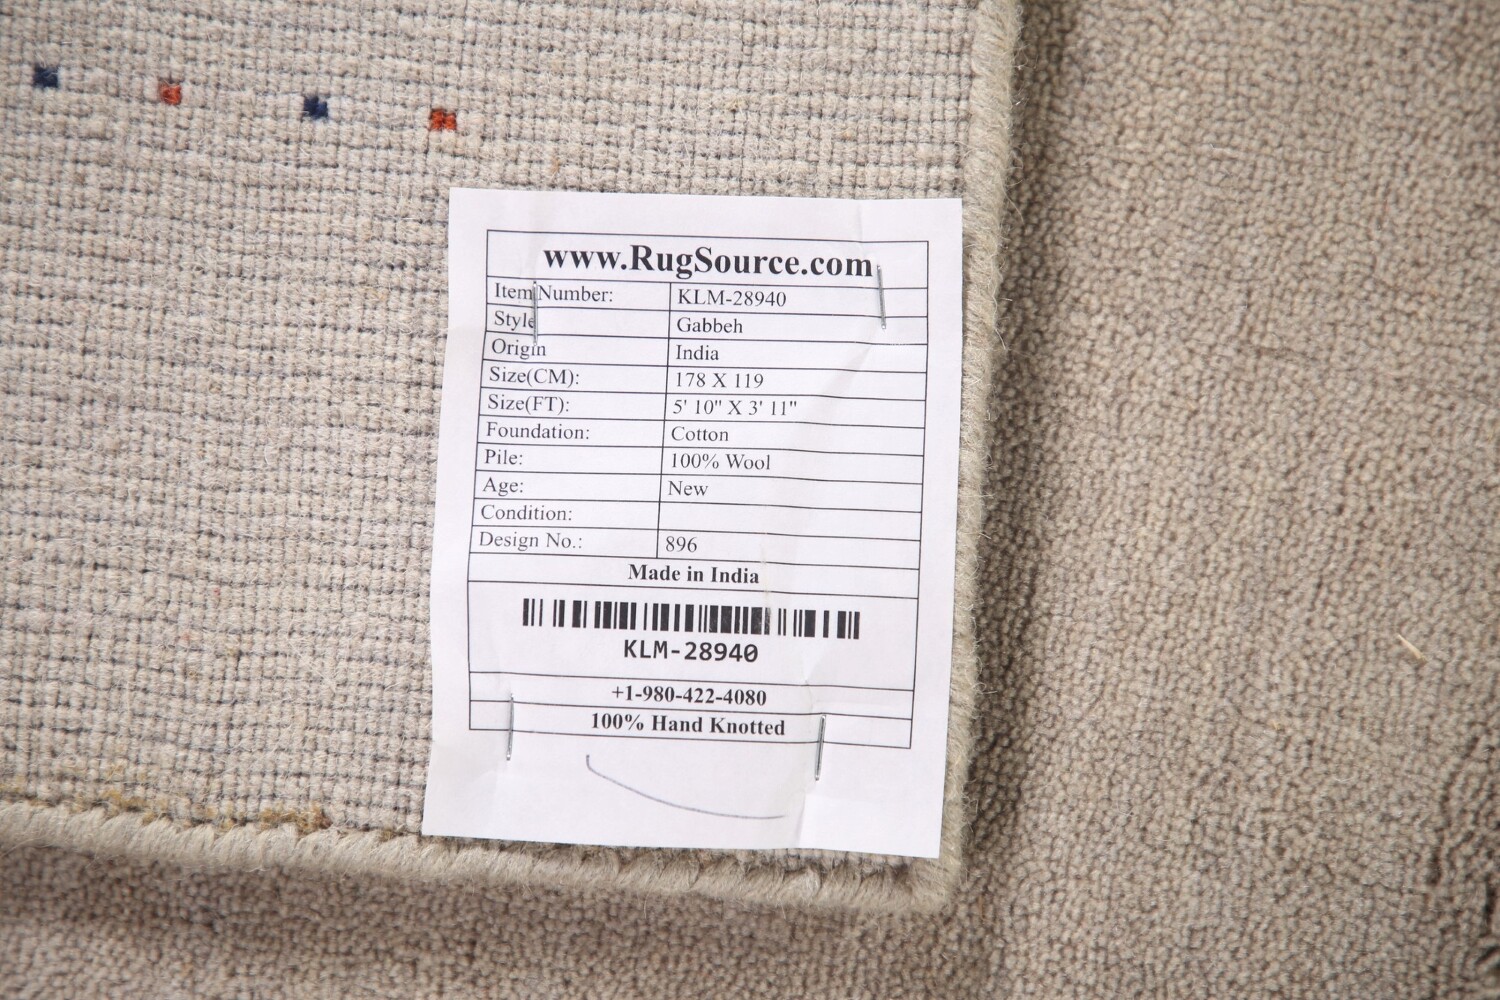 www.RugSource.com
Item Number: KLM-28940
Style Gabbeh
Origin India
Size(CM): 178 X 119
Size(FT): 5' 10" X 3' 11"
Foundation: Cotton
Pile: 100% Wool
Age: New
Condition:
Design No.: 896
Made in India
KLM-28940
+1-980-422-4080
100% Hand Knotted